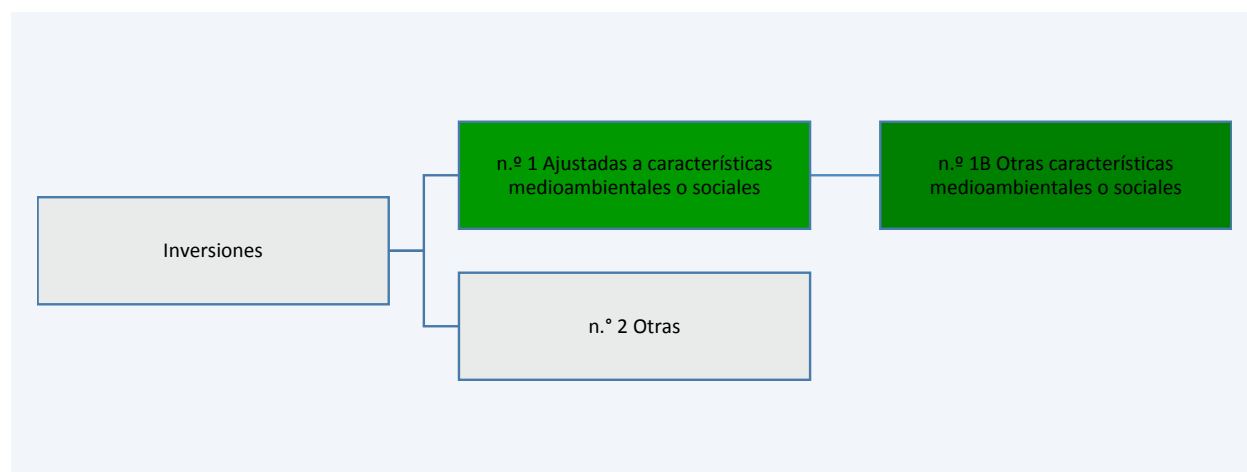 n.º 1 Ajustadas a características
medioambientales o sociales
n.º 1B Otras características
medioambientales o sociales
Inversiones
n.° 2 Otras